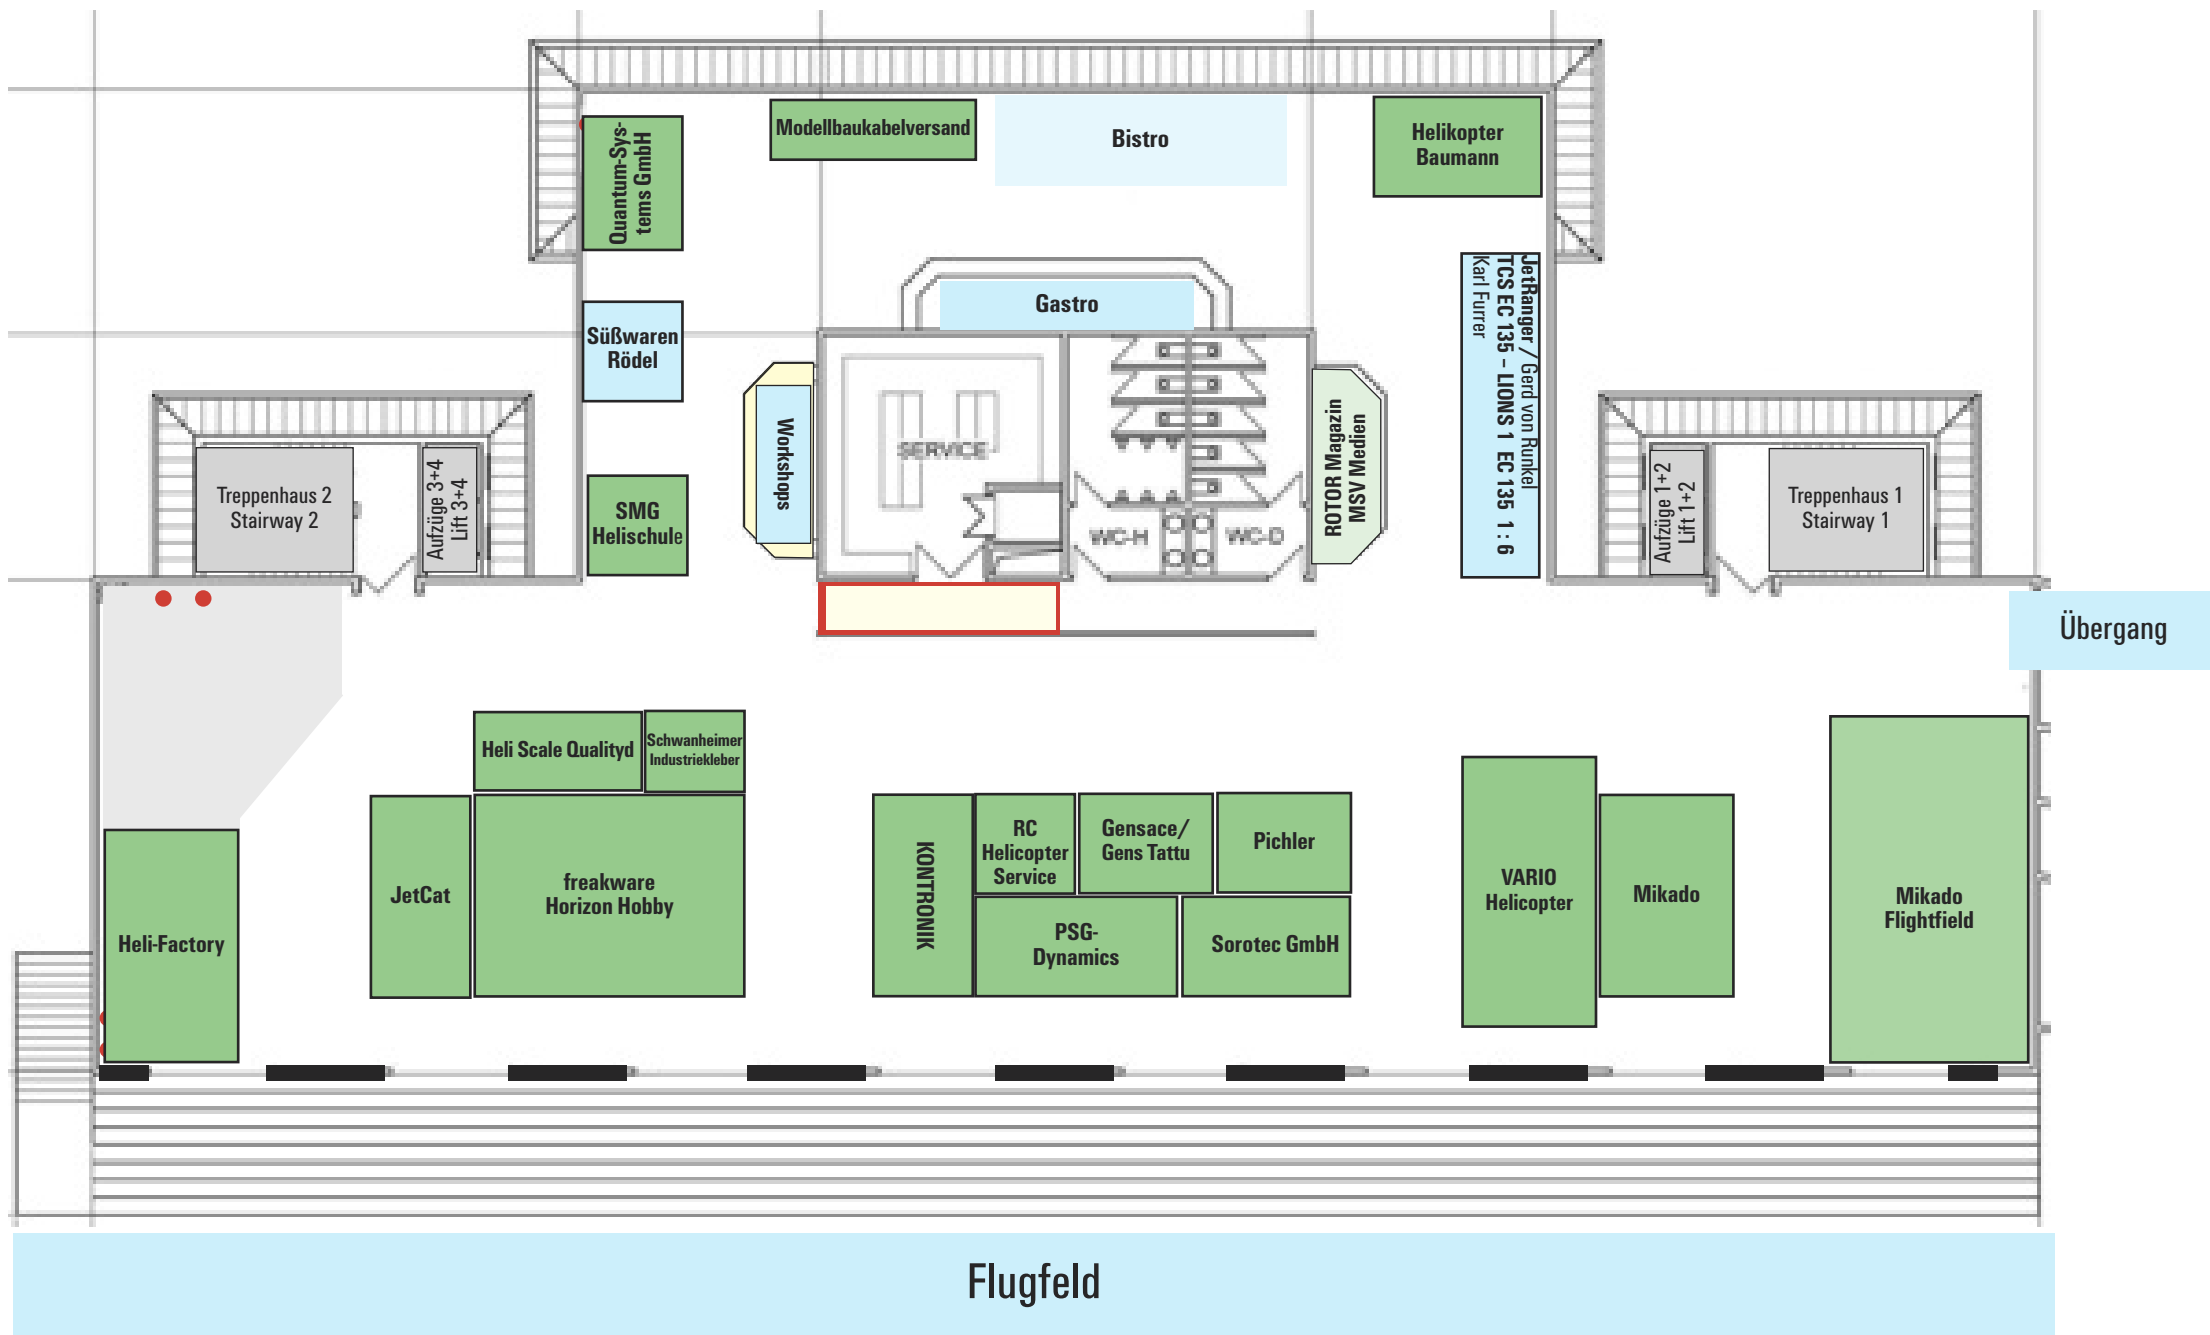 Quantum-Sys-
tems GmbH
Modellbaukabelversand
Bistro
Helikopter
Baumann
Gastro
Süßwaren
Rödel
JetRanger / Gerd von Runkel
TCS EC 135 – LIONS 1 EC 135 1 : 6
Karl Furrer
Workshops
SERVICE
ROTOR Magazin
MSV Medien
Treppenhaus 2
Stairway 2
Aufzüge 3+4
Lift 3+4
SMG
Helischule
WC-H
WC-D
Aufzüge 1+2
Lift 1+2
Treppenhaus 1
Stairway 1
Übergang
Heli Scale Qualityd
Schwanheimer
Industriekleber
Heli-Factory
JetCat
freakware
Horizon Hobby
KONTRONIK
RC
Helicopter
Service
Gensace/
Gens Tattu
Pichler
PSG-
Dynamics
Sorotec GmbH
VARIO
Helicopter
Mikado
Mikado
Flightfield
Flugfeld